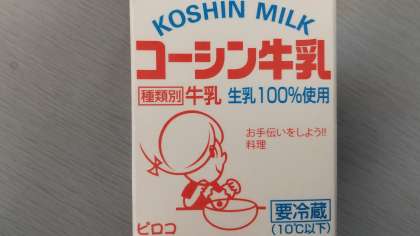 KOSHIN MILK
コーシン牛乳
種類別 牛乳 生乳100%使用
お手伝いをしよう!!
料理
ピロコ
要冷蔵
(10℃以下)